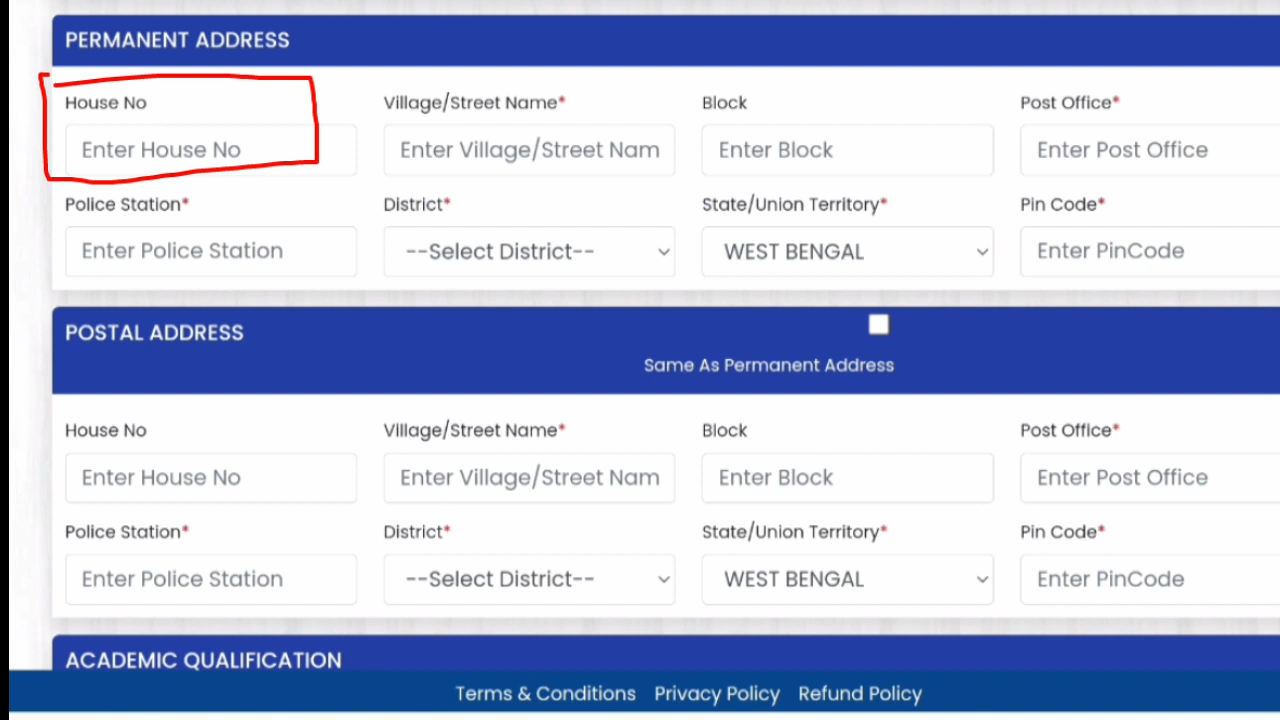 PERMANENT ADDRESS
House No Village/Street Name* Block Post Office*
Enter House No Enter Village/Street Nam Enter Block Enter Post Office
Police Station* District* State/Union Territory* Pin Code*
Enter Police Station --Select District-- WEST BENGAL Enter PinCode
POSTAL ADDRESS
Same As Permanent Address
House No Village/Street Name* Block Post Office*
Enter House No Enter Village/Street Nam Enter Block Enter Post Office
Police Station* District* State/Union Territory* Pin Code*
Enter Police Station --Select District-- WEST BENGAL Enter PinCode
ACADEMIC QUALIFICATION
Terms & Conditions Privacy Policy Refund Policy